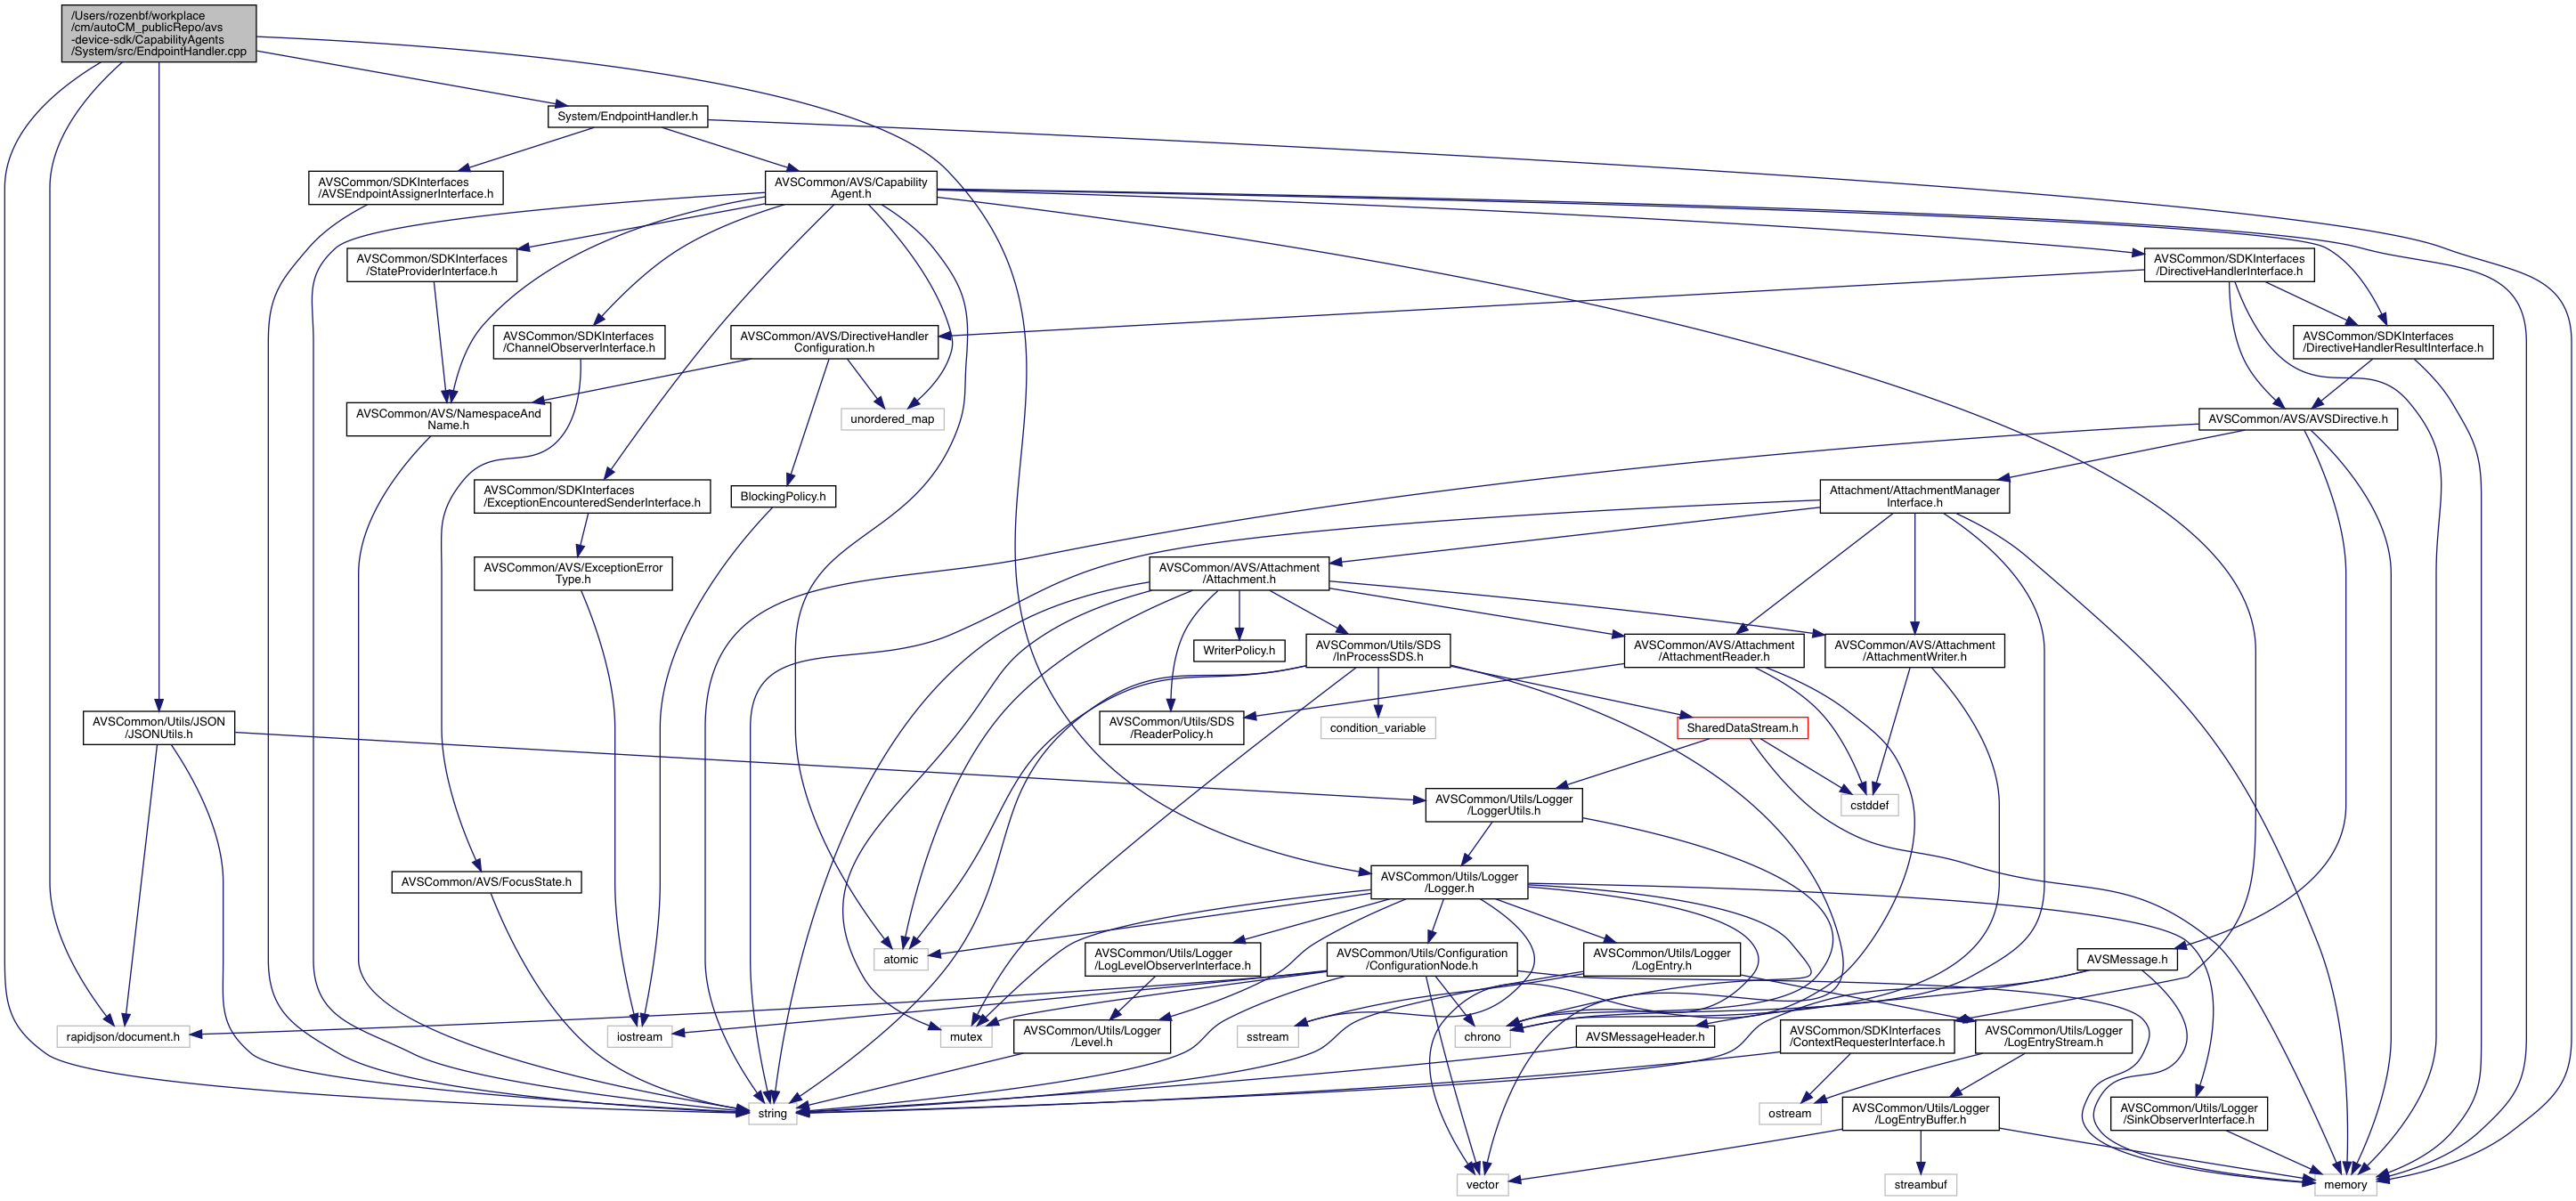 /Users/rozenbf/workplace
/cm/autoCM_publicRepo/avs
-device-sdk/CapabilityAgents
/System/src/EndpointHandler.cpp
System/EndpointHandler.h
AVSCommon/SDKInterfaces
/AVSEndpointAssignerInterface.h
AVSCommon/AVS/Capability
Agent.h
AVSCommon/SDKInterfaces
/StateProviderInterface.h
AVSCommon/SDKInterfaces
/DirectiveHandlerInterface.h
AVSCommon/SDKInterfaces
/ChannelObserverInterface.h
AVSCommon/AVS/DirectiveHandler
Configuration.h
AVSCommon/SDKInterfaces
/DirectiveHandlerResultInterface.h
AVSCommon/AVS/NamespaceAnd
Name.h
unordered_map
AVSCommon/AVS/AVSDirective.h
AVSCommon/SDKInterfaces
/ExceptionEncounteredSenderInterface.h
BlockingPolicy.h
Attachment/AttachmentManager
Interface.h
AVSCommon/AVS/ExceptionError
Type.h
AVSCommon/AVS/Attachment
/Attachment.h
WriterPolicy.h
AVSCommon/Utils/SDS
/InProcessSDS.h
AVSCommon/AVS/Attachment
/AttachmentReader.h
AVSCommon/AVS/Attachment
/AttachmentWriter.h
AVSCommon/Utils/JSON
/JSONUtils.h
AVSCommon/Utils/SDS
/ReaderPolicy.h
condition_variable
SharedDataStream.h
AVSCommon/Utils/Logger
/LoggerUtils.h
cstddef
AVSCommon/AVS/FocusState.h
AVSCommon/Utils/Logger
/Logger.h
atomic
AVSCommon/Utils/Logger
/LogLevelObserverInterface.h
AVSCommon/Utils/Configuration
/ConfigurationNode.h
AVSCommon/Utils/Logger
/LogEntry.h
AVSMessage.h
rapidjson/document.h
iostream
mutex
AVSCommon/Utils/Logger
/Level.h
sstream
chrono
AVSMessageHeader.h
AVSCommon/SDKInterfaces
/ContextRequesterInterface.h
AVSCommon/Utils/Logger
/LogEntryStream.h
string
ostream
AVSCommon/Utils/Logger
/LogEntryBuffer.h
AVSCommon/Utils/Logger
/SinkObserverInterface.h
vector
streambuf
memory